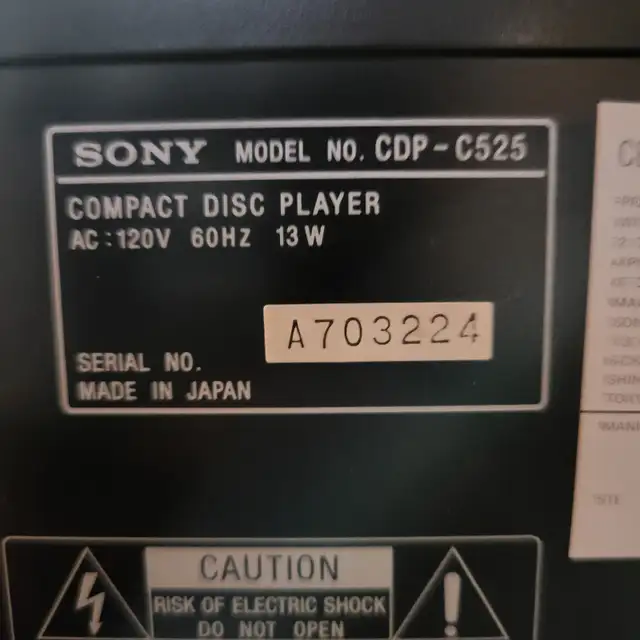 SONY MODEL NO. CDP-C525
COMPACT DISC PLAYER
AC:120V 60HZ 13W
A703224
SERIAL NO.
MADE IN JAPAN
CAUTION
RISK OF ELECTRIC SHOCK
DO NOT OPEN